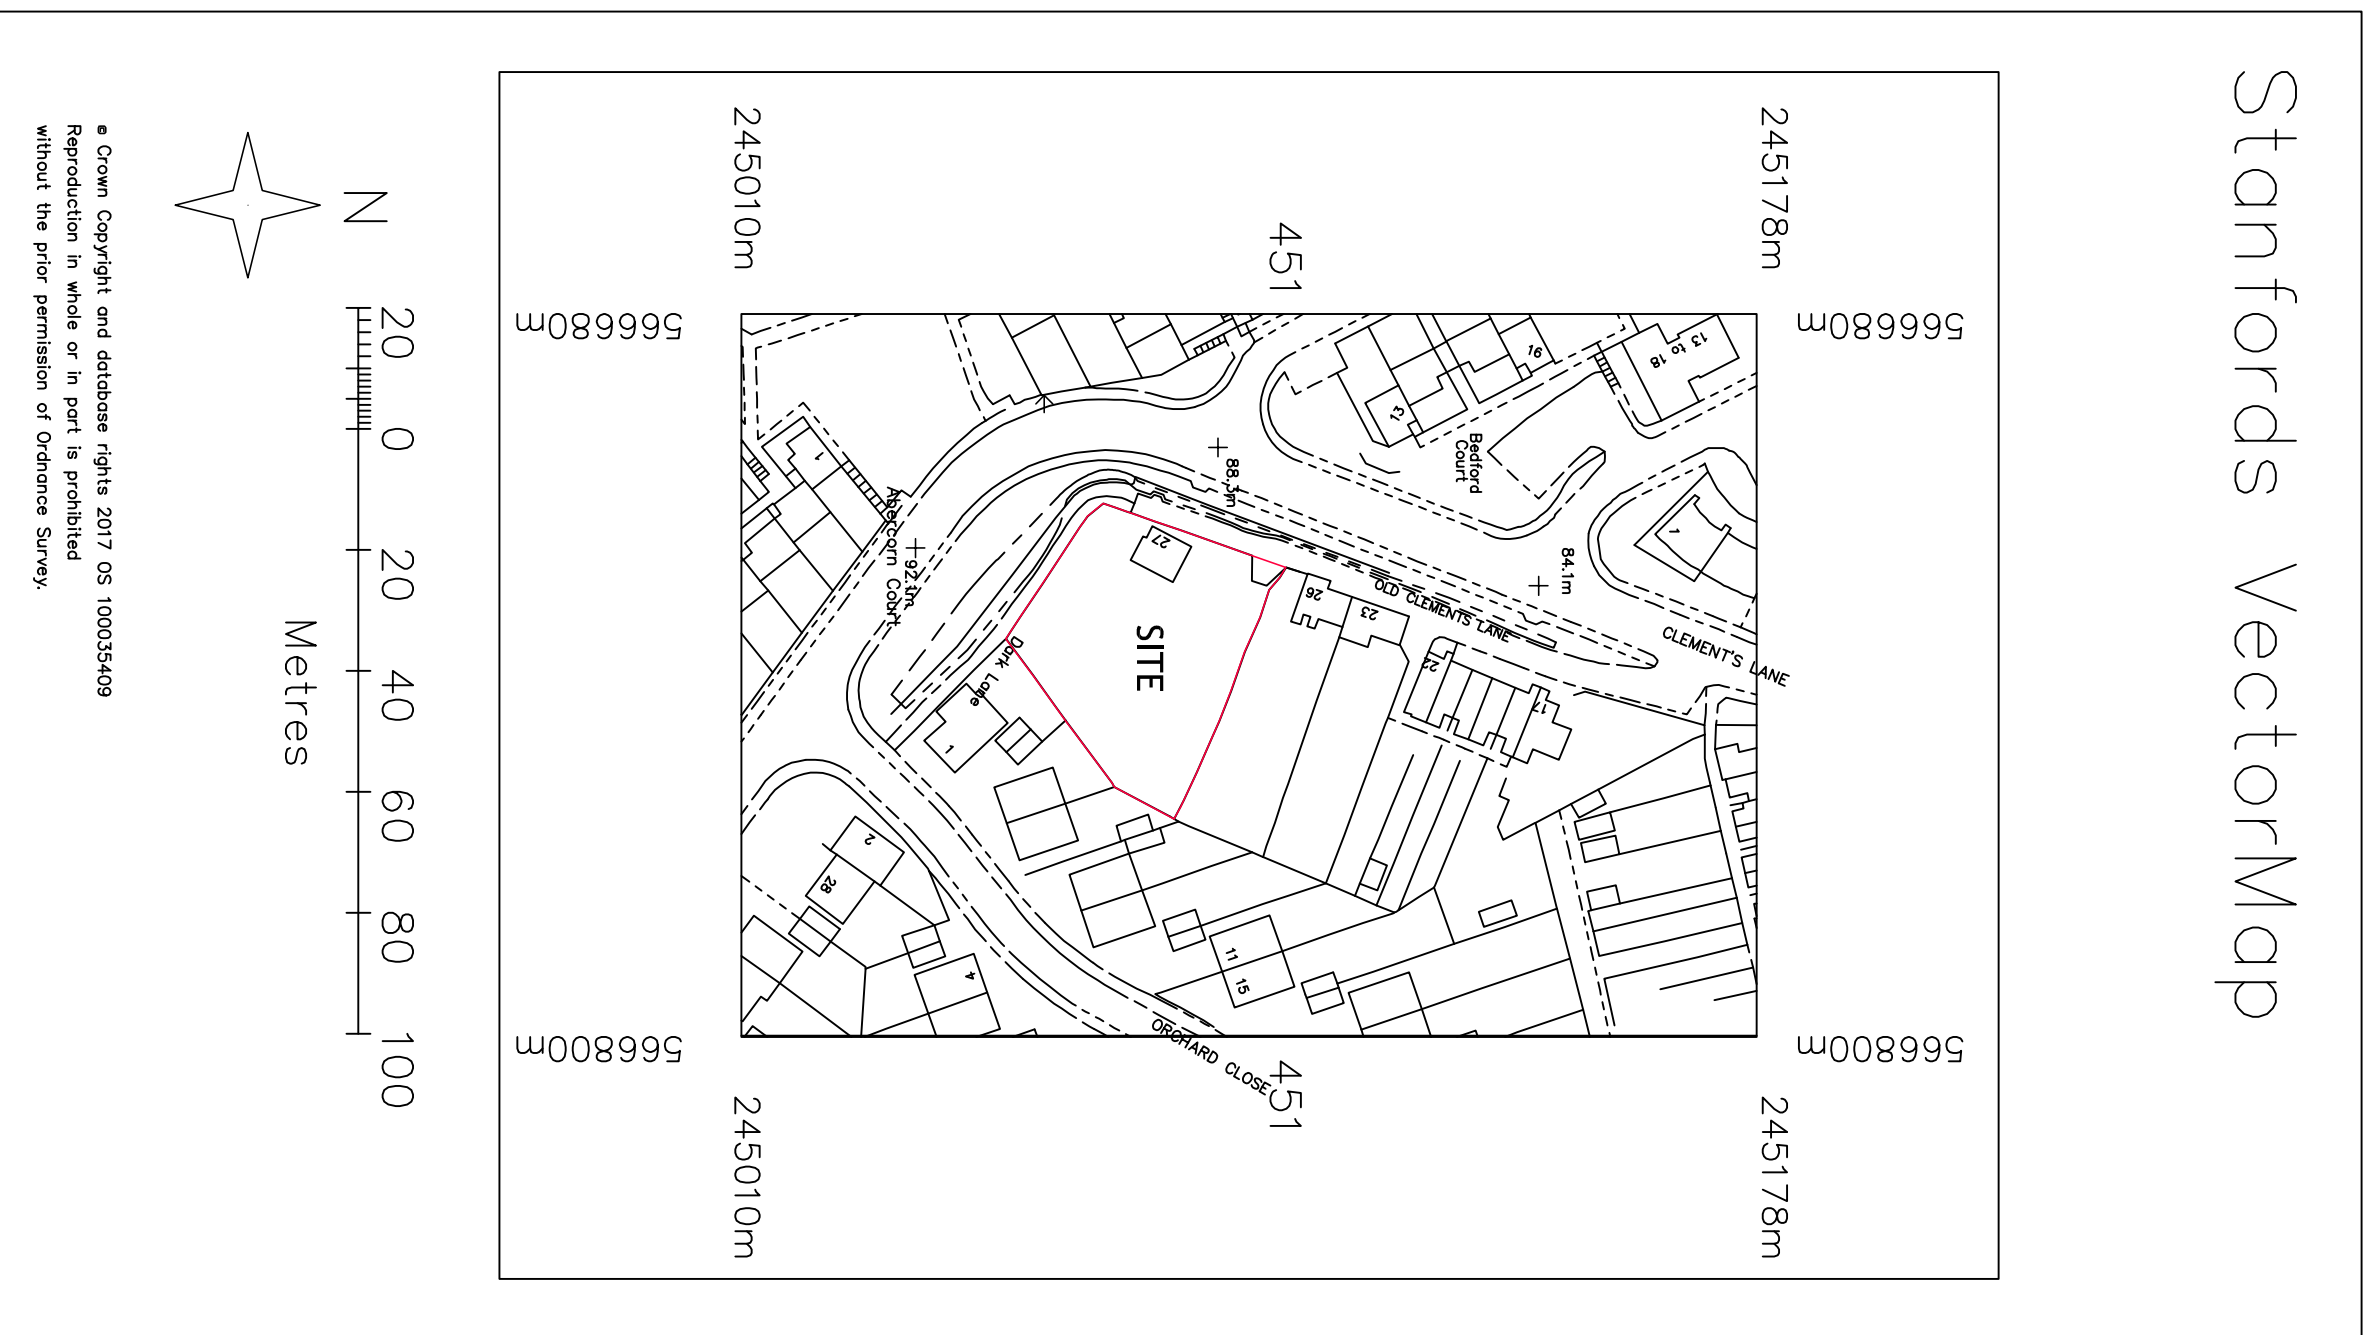 Stanfords VectorMap
245178m
245178m
566680m
566800m
451
451
245010m
245010m
566680m
566800m
13 to 18
16
13
Bedford
Court
1
88.3m
84.1m
CLEMENT'S LANE
OLD CLEMENTS LANE
27
26
23
22
17
SITE
1
Abercorn Court
92.1m
Dark Lane
1
2
28
4
11
15
ORCHARD CLOSE
N
20 0 20 40 60 80 100
Metres
© Crown Copyright and database rights 2017 OS 100035409
Reproduction in whole or in part is prohibited
without the prior permission of Ordnance Survey.